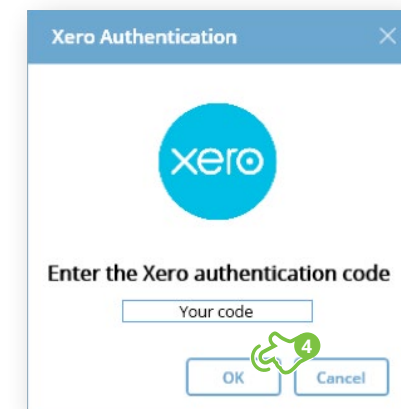 Xero Authentication
xero
Enter the Xero authentication code
Your code
4
OK Cancel